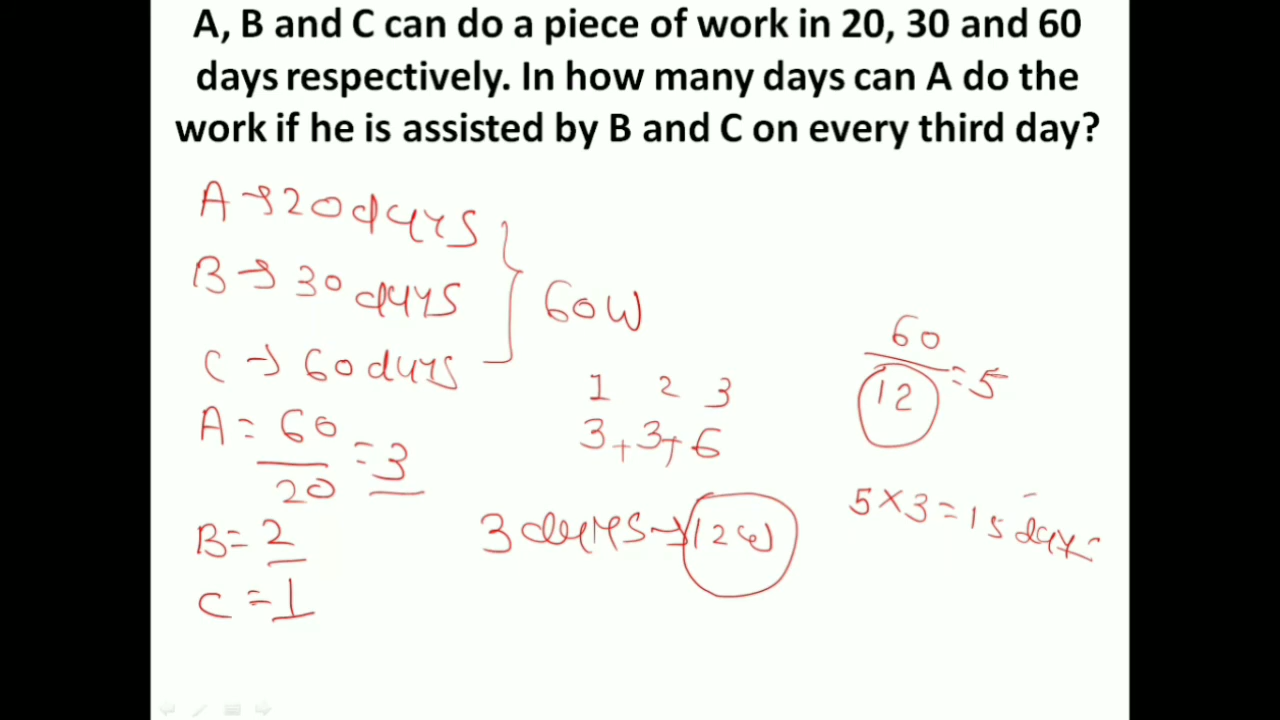 A, B and C can do a piece of work in 20, 30 and 60
days respectively. In how many days can A do the
work if he is assisted by B and C on every third day?
A → 20 days
B → 30 days
C → 60 days
60 W
A = 60/20 = 3
B = 2
C = 1
1 2 3
3 + 3 + 6
3 days → 12 W
60/12 = 5
5 × 3 = 15 days